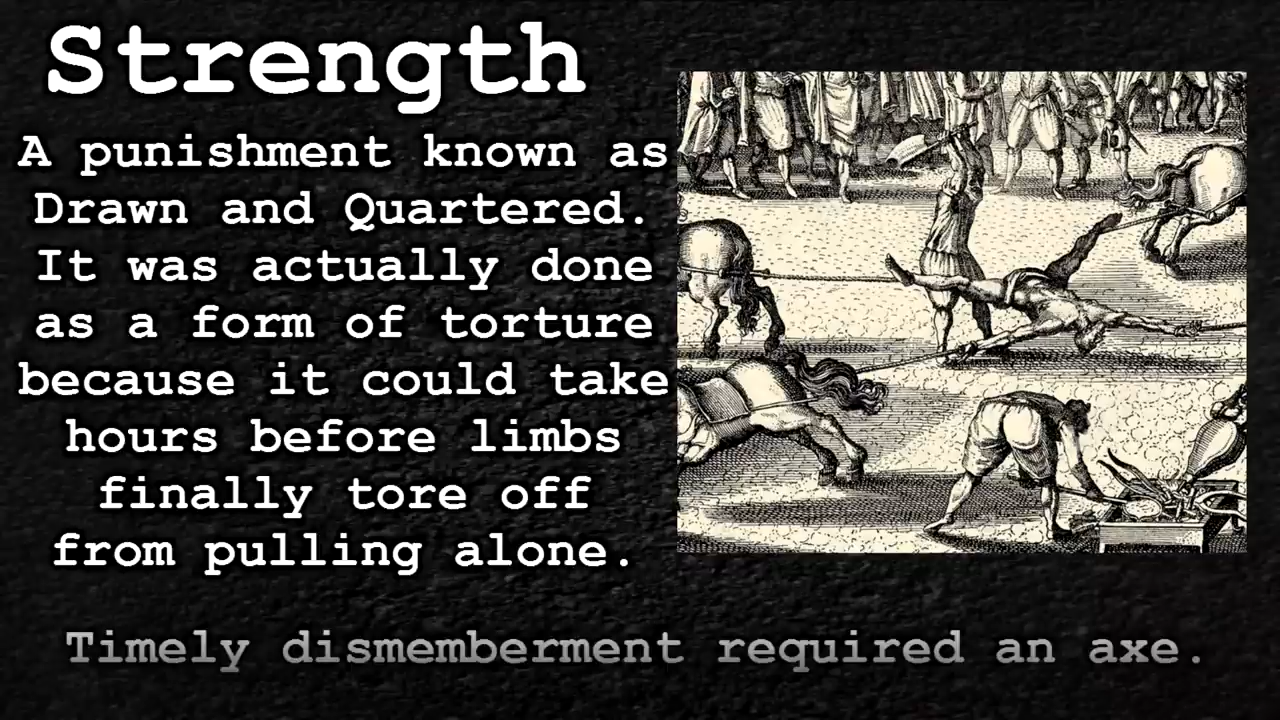 Strength
A punishment known as
Drawn and Quartered.
It was actually done
as a form of torture
because it could take
hours before limbs
finally tore off
from pulling alone.
Timely dismemberment required an axe.